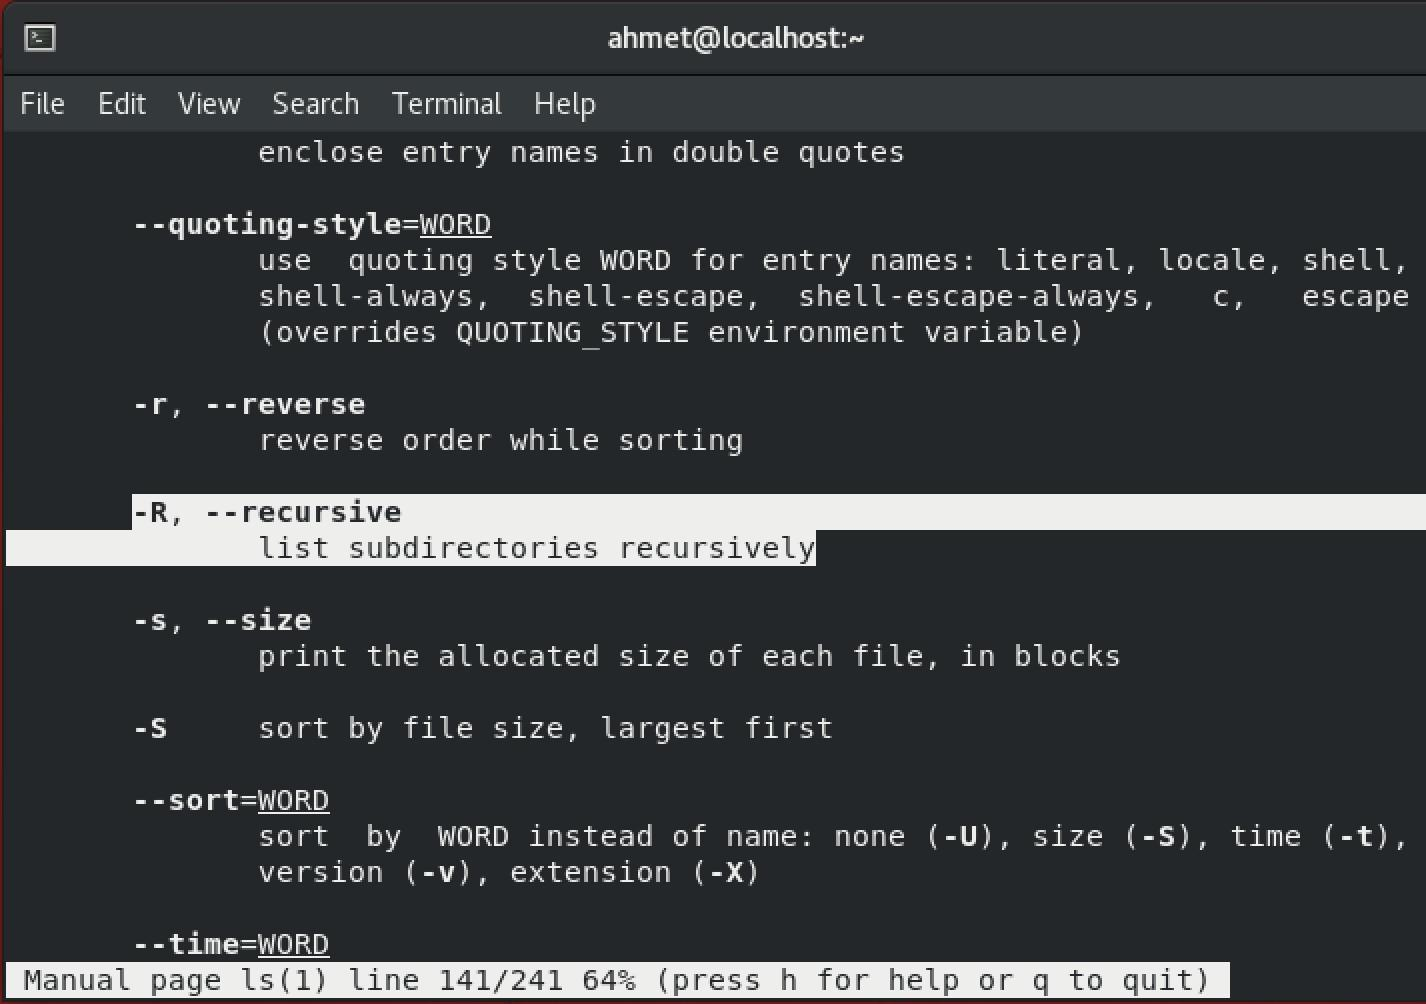 ahmet@localhost:~
File Edit View Search Terminal Help
enclose entry names in double quotes
--quoting-style=WORD
use  quoting style WORD for entry names: literal, locale, shell,
shell-always,  shell-escape,  shell-escape-always,   c,   escape
(overrides QUOTING_STYLE environment variable)
-r, --reverse
reverse order while sorting
-R, --recursive
list subdirectories recursively
-s, --size
print the allocated size of each file, in blocks
-S     sort by file size, largest first
--sort=WORD
sort  by  WORD instead of name: none (-U), size (-S), time (-t),
version (-v), extension (-X)
--time=WORD
Manual page ls(1) line 141/241 64% (press h for help or q to quit)